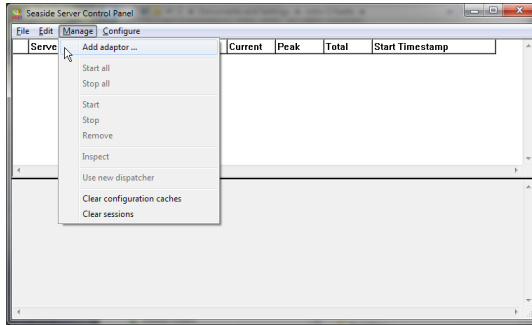 Seaside Server Control Panel
File Edit Manage Configure
Serve Current Peak Total Start Timestamp
Add adaptor ...
Start all
Stop all
Start
Stop
Remove
Inspect
Use new dispatcher
Clear configuration caches
Clear sessions